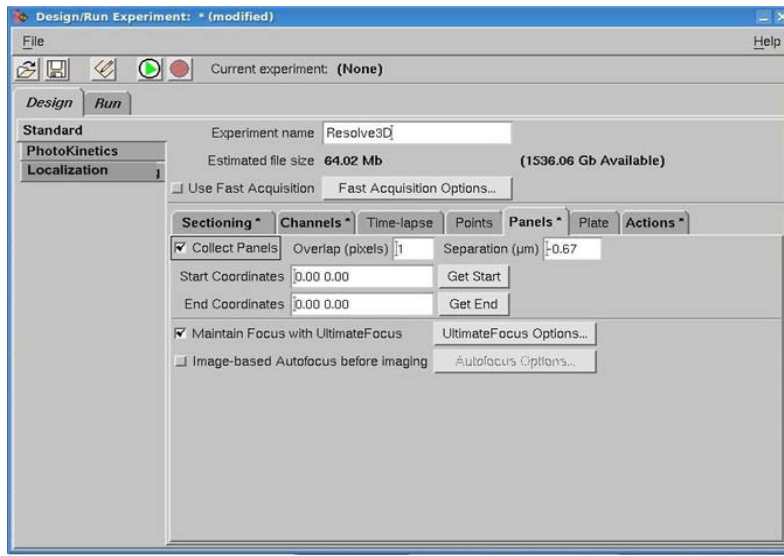 Design/Run Experiment: * (modified)
File Help
Current experiment: (None)
Design Run
Standard
PhotoKinetics
Localization
Experiment name Resolve3D
Estimated file size 64.02 Mb (1536.06 Gb Available)
Use Fast Acquisition Fast Acquisition Options...
Sectioning * Channels * Time-lapse Points Panels * Plate Actions *
Collect Panels Overlap (pixels) 1 Separation (µm) -0.67
Start Coordinates 0.00 0.00 Get Start
End Coordinates 0.00 0.00 Get End
Maintain Focus with UltimateFocus UltimateFocus Options...
Image-based Autofocus before imaging Autofocus Options...